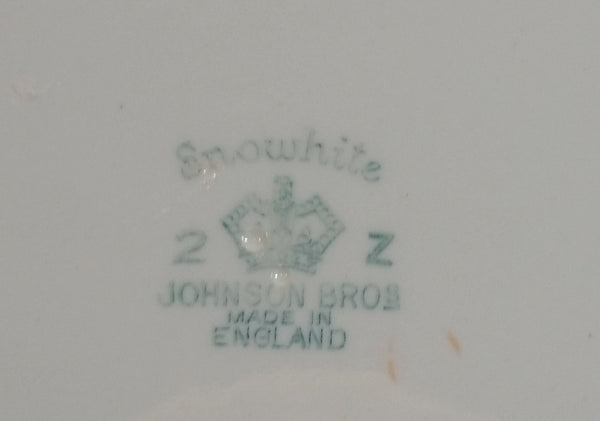 Snowhite
2 Z
JOHNSON BROS
MADE IN
ENGLAND